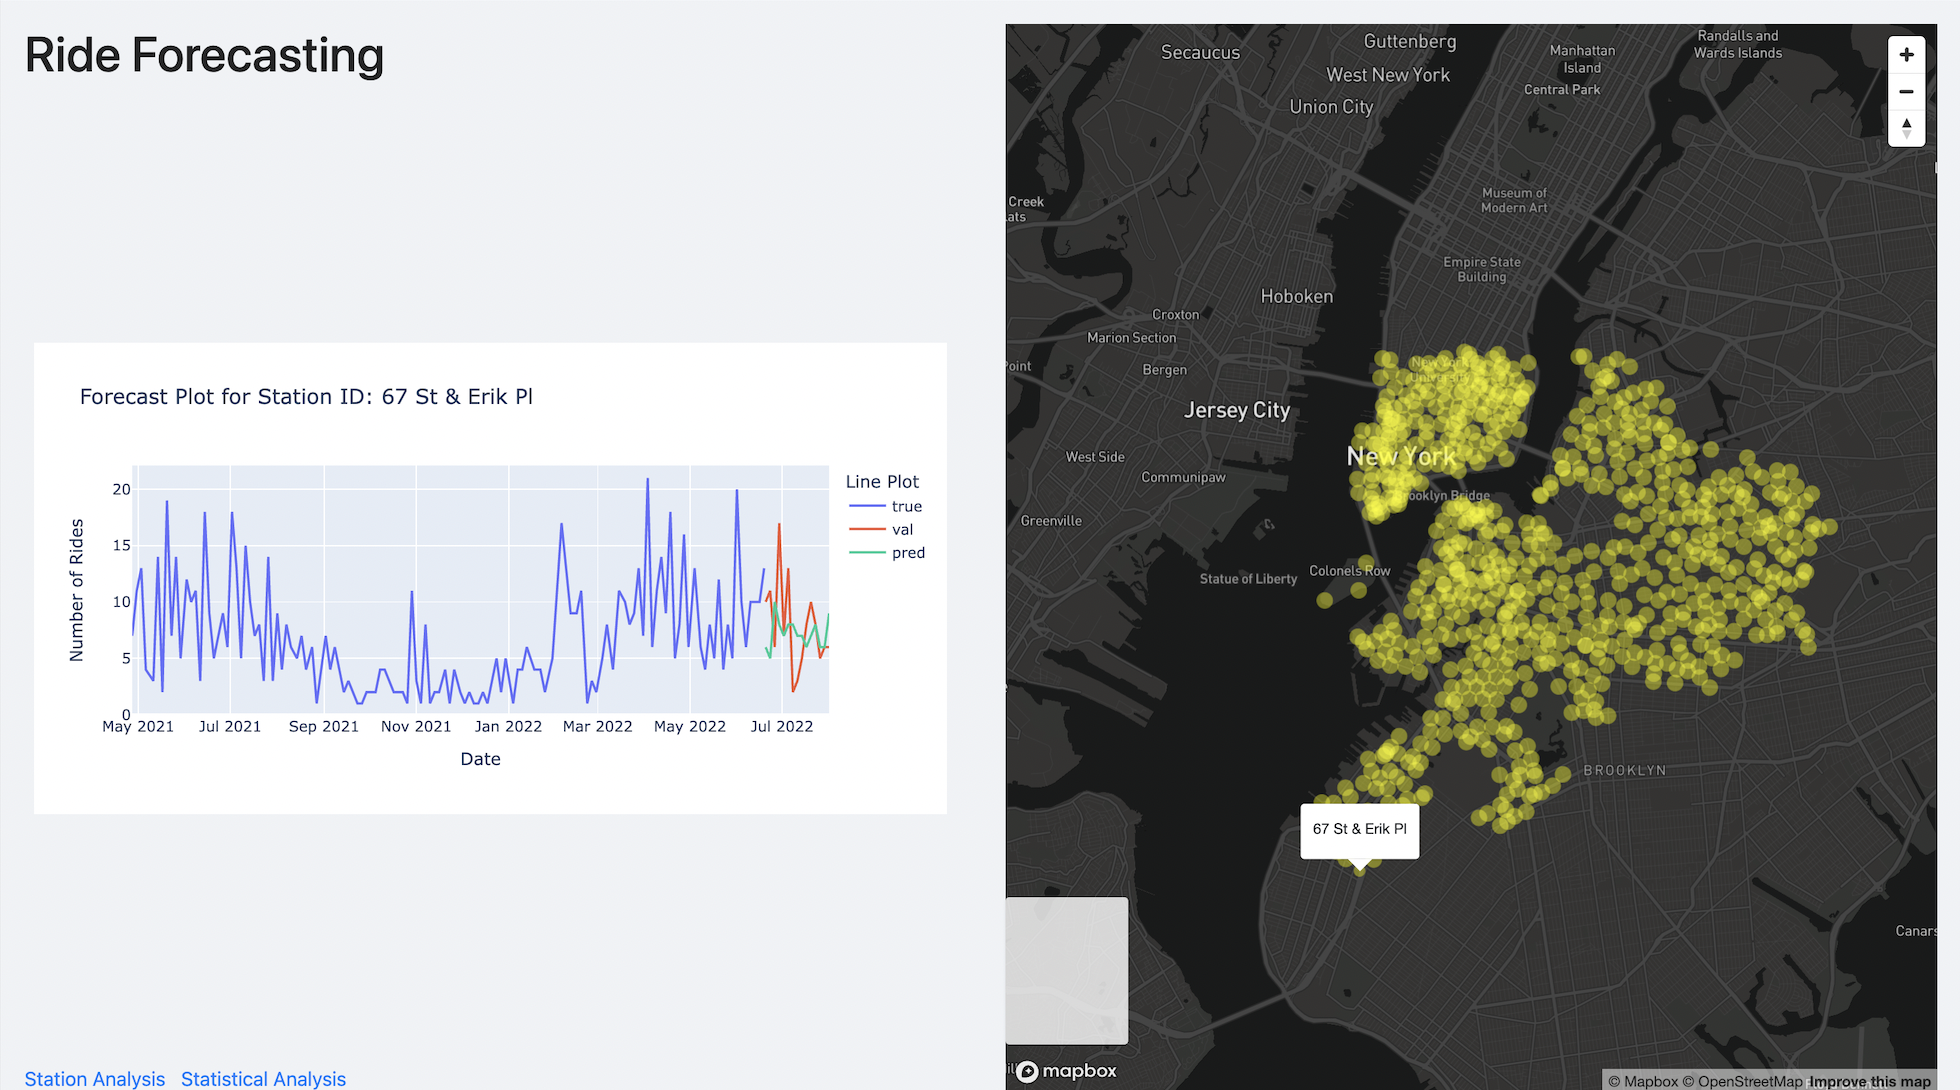 Ride Forecasting
Forecast Plot for Station ID: 67 St & Erik Pl
Number of Rides
20
15
10
5
0
May 2021 Jul 2021 Sep 2021 Nov 2021 Jan 2022 Mar 2022 May 2022 Jul 2022
Date
Line Plot
true
val
pred
Station Analysis Statistical Analysis
Secaucus
Guttenberg
West New York
Union City
Manhattan
Island
Central Park
Randalls and
Wards Islands
Creek
Museum of
Modern Art
Empire State
Building
Hoboken
Croxton
Marion Section
Bergen
New York
University
Jersey City
West Side
Communipaw
New York
Brooklyn Bridge
Greenville
Statue of Liberty
Colonels Row
BROOKLYN
67 St & Erik Pl
Canars
mapbox
© Mapbox © OpenStreetMap Improve this map